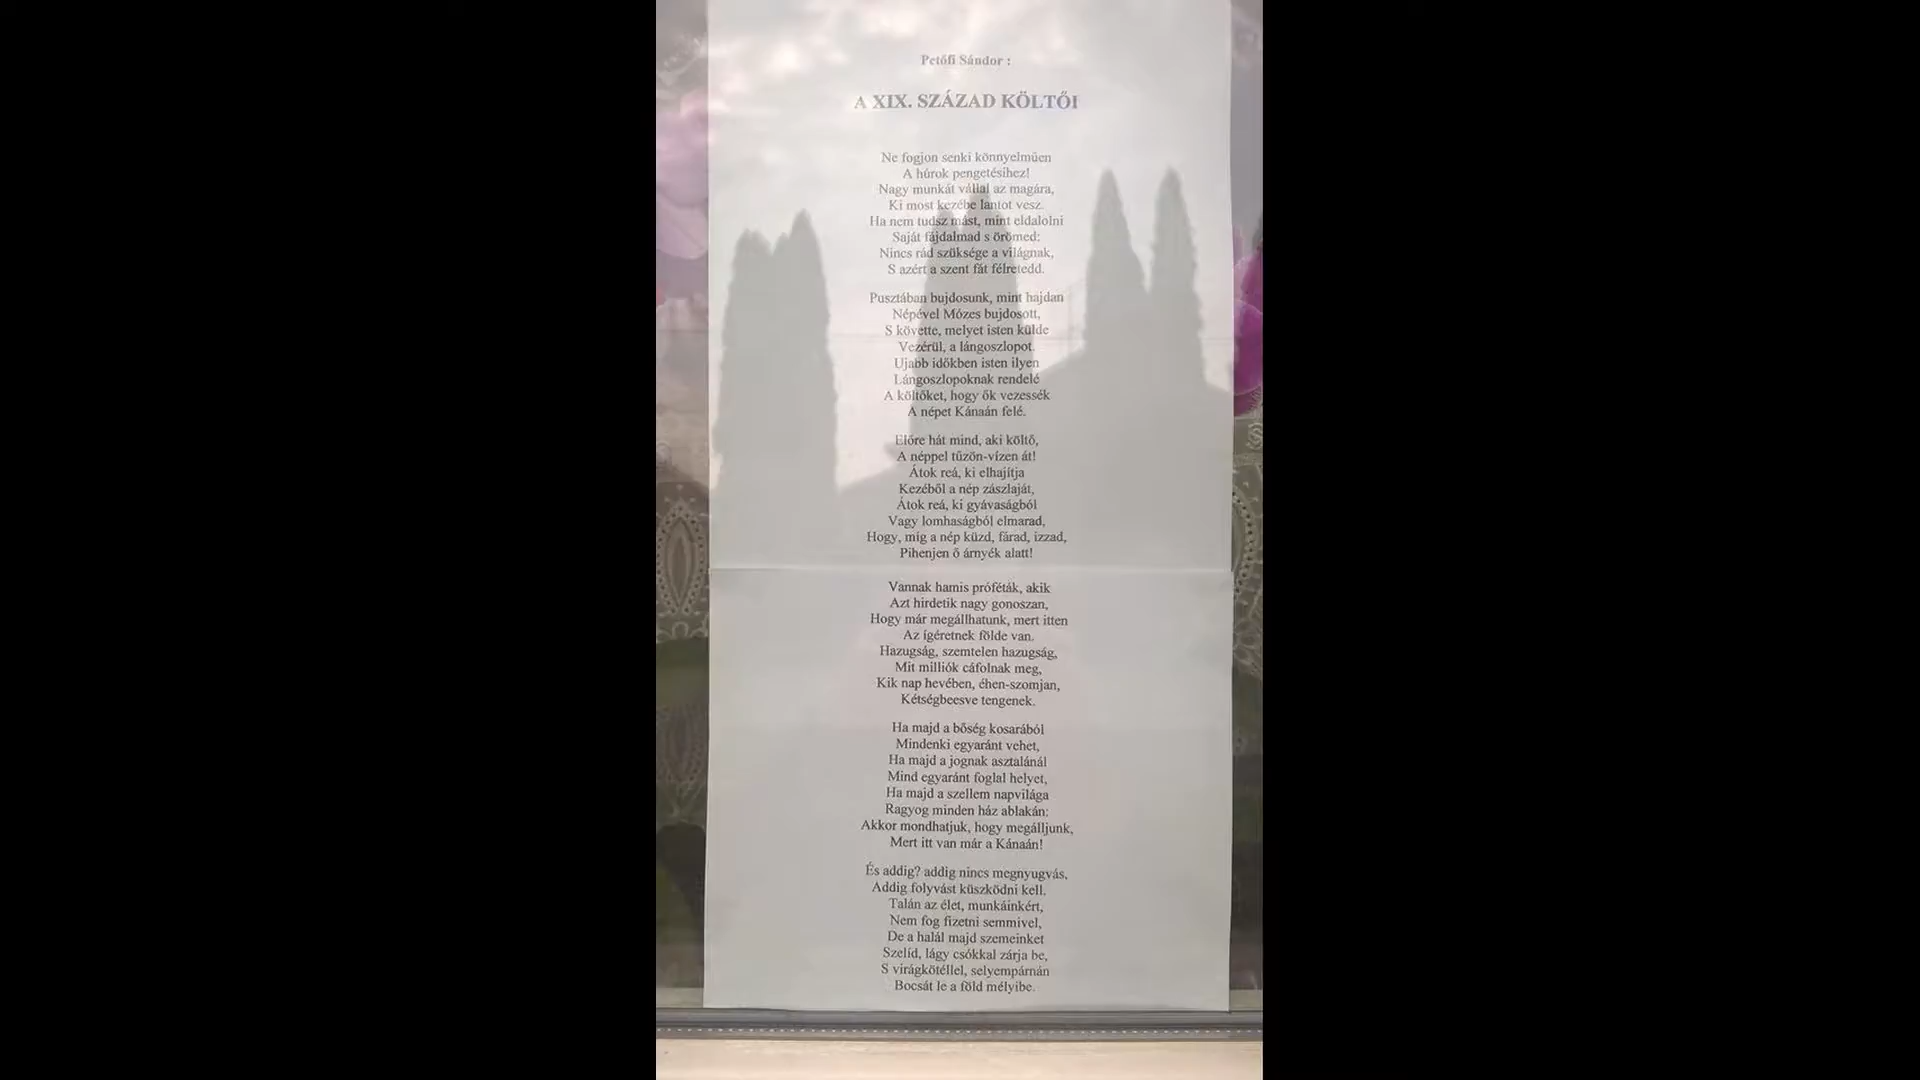 Petőfi Sándor :
A XIX. SZÁZAD KÖLTŐI
Ne fogjon senki könnyelműen
A húrok pengetésihez!
Nagy munkát vállal az magára,
Ki most kezébe lantot vesz.
Ha nem tudsz mást, mint eldalolni
Saját fájdalmad s örömed:
Nincs rád szüksége a világnak,
S azért a szent fát félretedd.
Pusztában bujdosunk, mint hajdan
Népével Mózes bujdosott,
S követte, melyet isten külde
Vezérül, a lángoszlopot.
Ujabb időkben isten ilyen
Lángoszlopoknak rendelé
A költőket, hogy ők vezessék
A népet Kánaán felé.
Előre hát mind, aki költő,
A néppel tűzön-vízen át!
Átok reá, ki elhajítja
Kezéből a nép zászlaját,
Átok reá, ki gyávaságból
Vagy lomhaságból elmarad,
Hogy, míg a nép küzd, fárad, izzad,
Pihenjen ő árnyék alatt!
Vannak hamis próféták, akik
Azt hirdetik nagy gonoszan,
Hogy már megállhatunk, mert itten
Az ígéretnek földe van.
Hazugság, szemtelen hazugság,
Mit milliók cáfolnak meg,
Kik nap hevében, éhen-szomjan,
Kétségbeesve tengenek.
Ha majd a bőség kosarából
Mindenki egyaránt vehet,
Ha majd a jognak asztalánál
Mind egyaránt foglal helyet,
Ha majd a szellem napvilága
Ragyog minden ház ablakán:
Akkor mondhatjuk, hogy megálljunk,
Mert itt van már a Kánaán!
És addig? addig nincs megnyugvás,
Addig folyvást küszködni kell.
Talán az élet, munkáinkért,
Nem fog fizetni semmivel,
De a halál majd szemeinket
Szelíd, lágy csókkal zárja be,
S virágkötéllel, selyempárnán
Bocsát le a föld mélyibe.